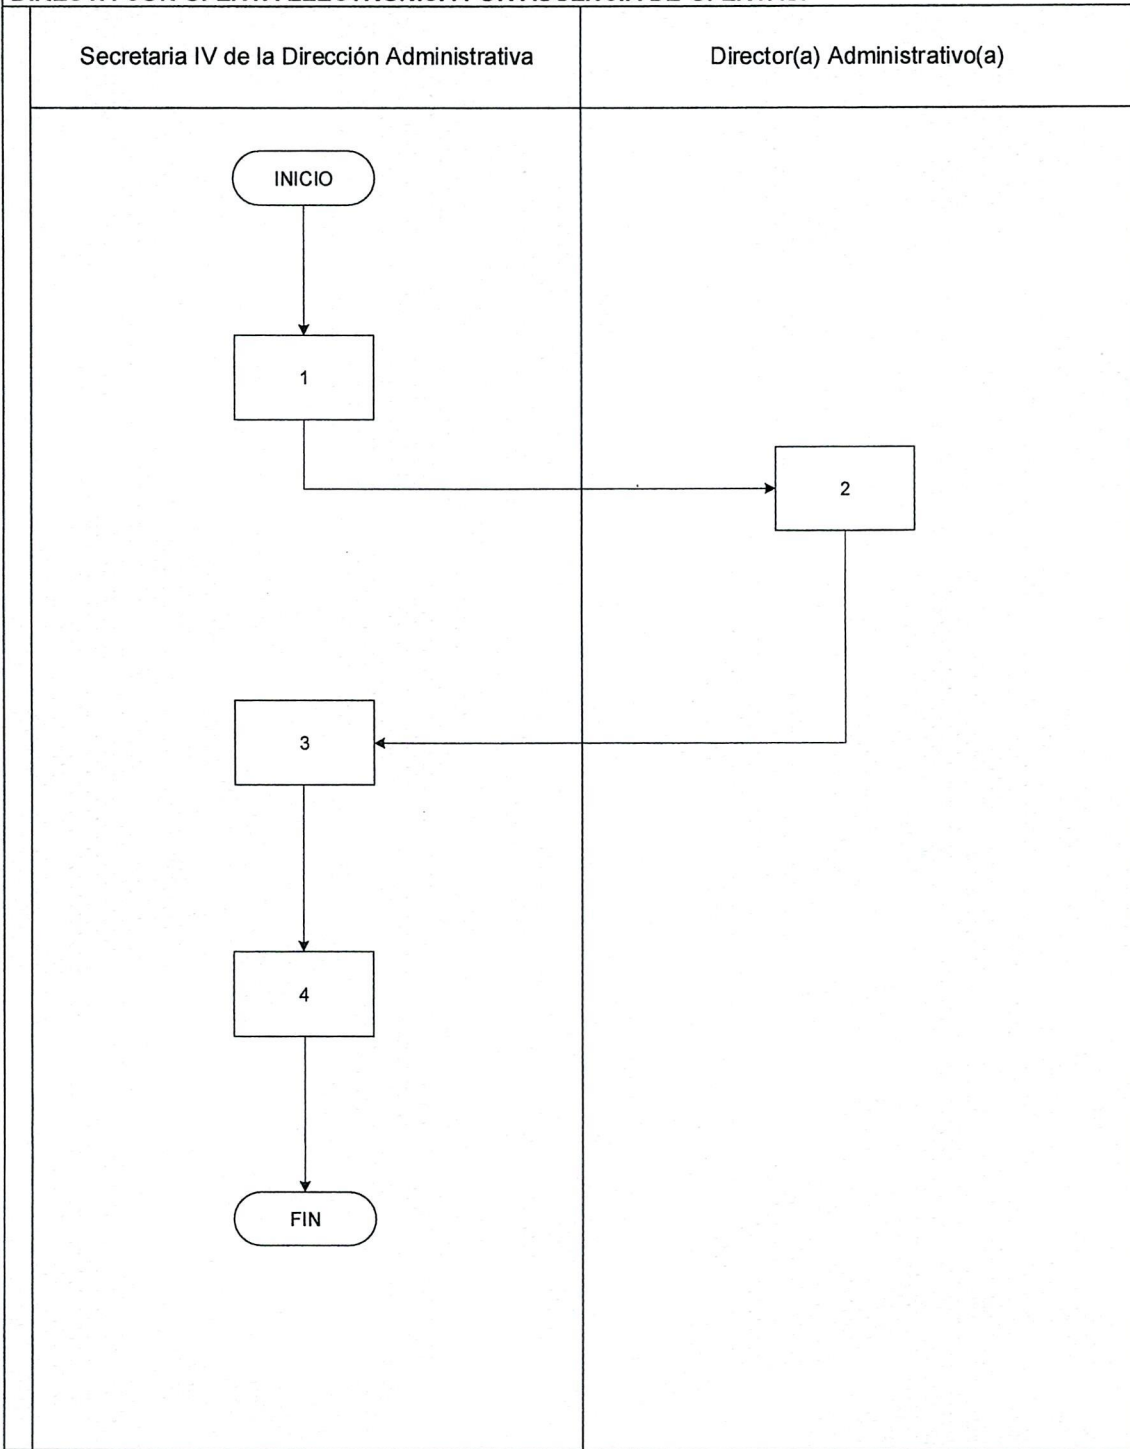 Secretaria IV de la Dirección Administrativa
Director(a) Administrativo(a)
INICIO
1
2
3
4
FIN